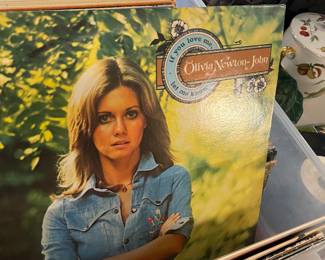 if you love me,
Olivia Newton-John
let me know